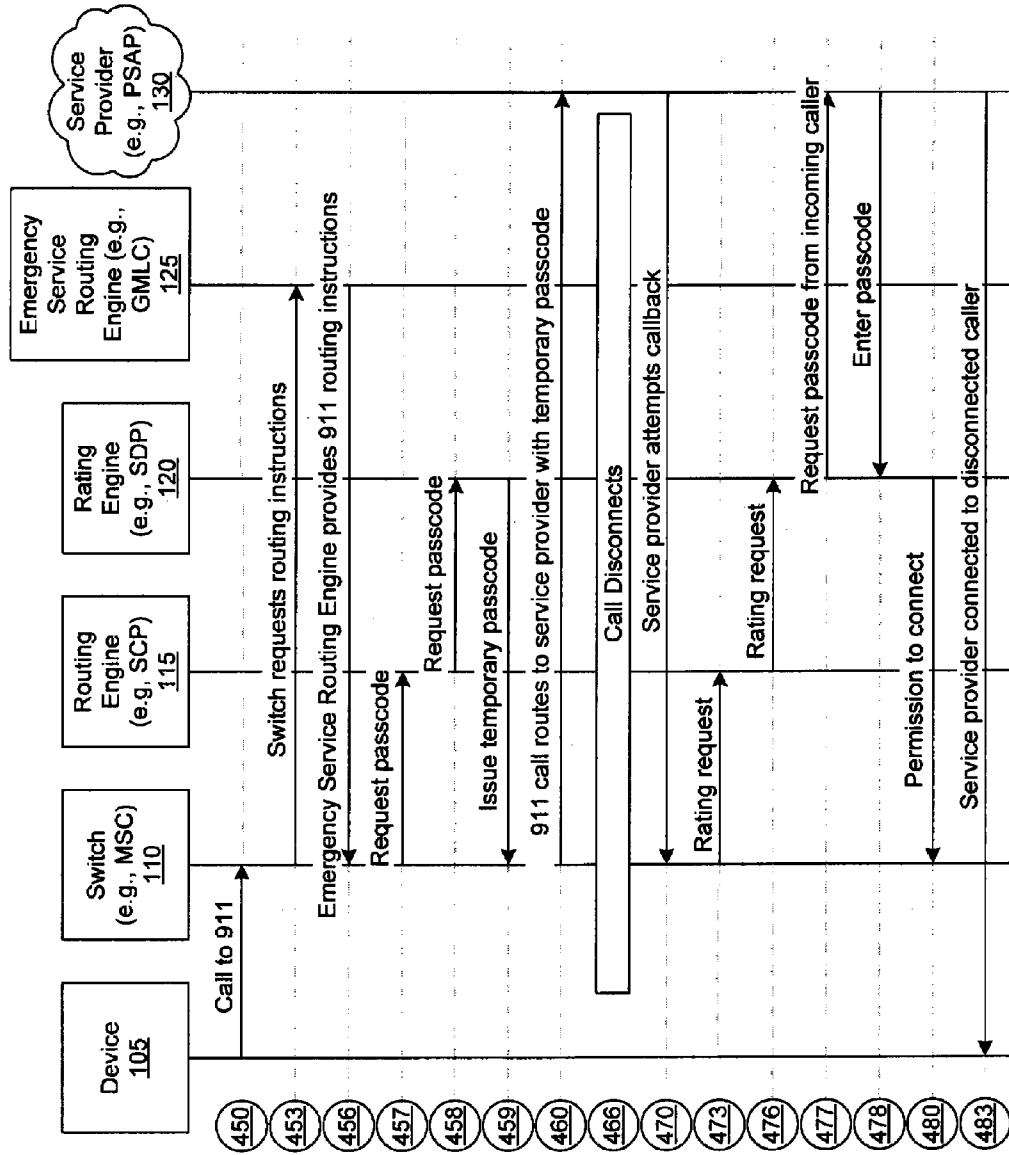 Device
105
Switch
(e.g., MSC)
110
Routing
Engine
(e.g, SCP)
115
Rating
Engine
(e.g., SDP)
120
Emergency
Service
Routing
Engine (e.g.,
GMLC)
125
Service
Provider
(e.g., PSAP)
130
450
Call to 911
453
Switch requests routing instructions
456
Emergency Service Routing Engine provides 911 routing instructions
457
Request passcode
458
Request passcode
459
Issue temporary passcode
460
911 call routes to service provider with temporary passcode
466
Call Disconnects
470
Service provider attempts callback
473
Rating request
476
Rating request
477
Request passcode from incoming caller
478
Enter passcode
480
Permission to connect
483
Service provider connected to disconnected caller